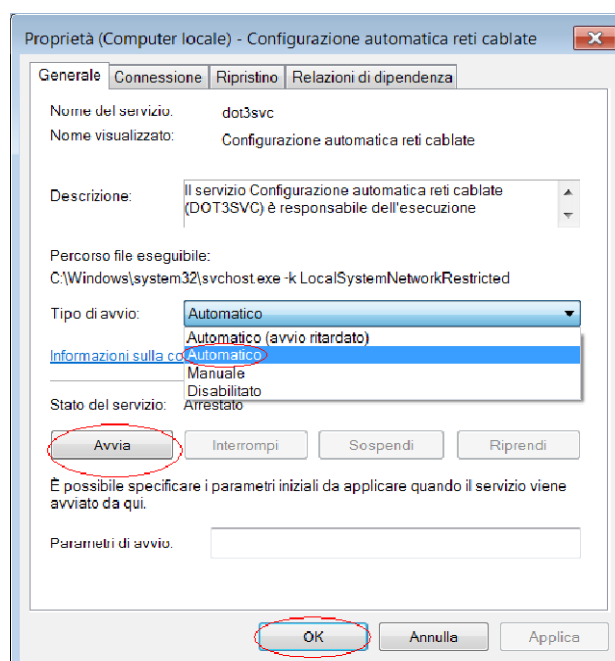 Proprietà (Computer locale) - Configurazione automatica reti cablate
Generale Connessione Ripristino Relazioni di dipendenza
Nome del servizio: dot3svc
Nome visualizzato: Configurazione automatica reti cablate
Descrizione: Il servizio Configurazione automatica reti cablate
(DOT3SVC) è responsabile dell'esecuzione
Percorso file eseguibile:
C:\Windows\system32\svchost.exe -k LocalSystemNetworkRestricted
Tipo di avvio: Automatico
Automatico (avvio ritardato)
Informazioni sulla co Automatico
Manuale
Disabilitato
Stato del servizio: Arrestato
Avvia Interrompi Sospendi Riprendi
È possibile specificare i parametri iniziali da applicare quando il servizio viene
avviato da qui.
Parametri di avvio:
OK Annulla Applica